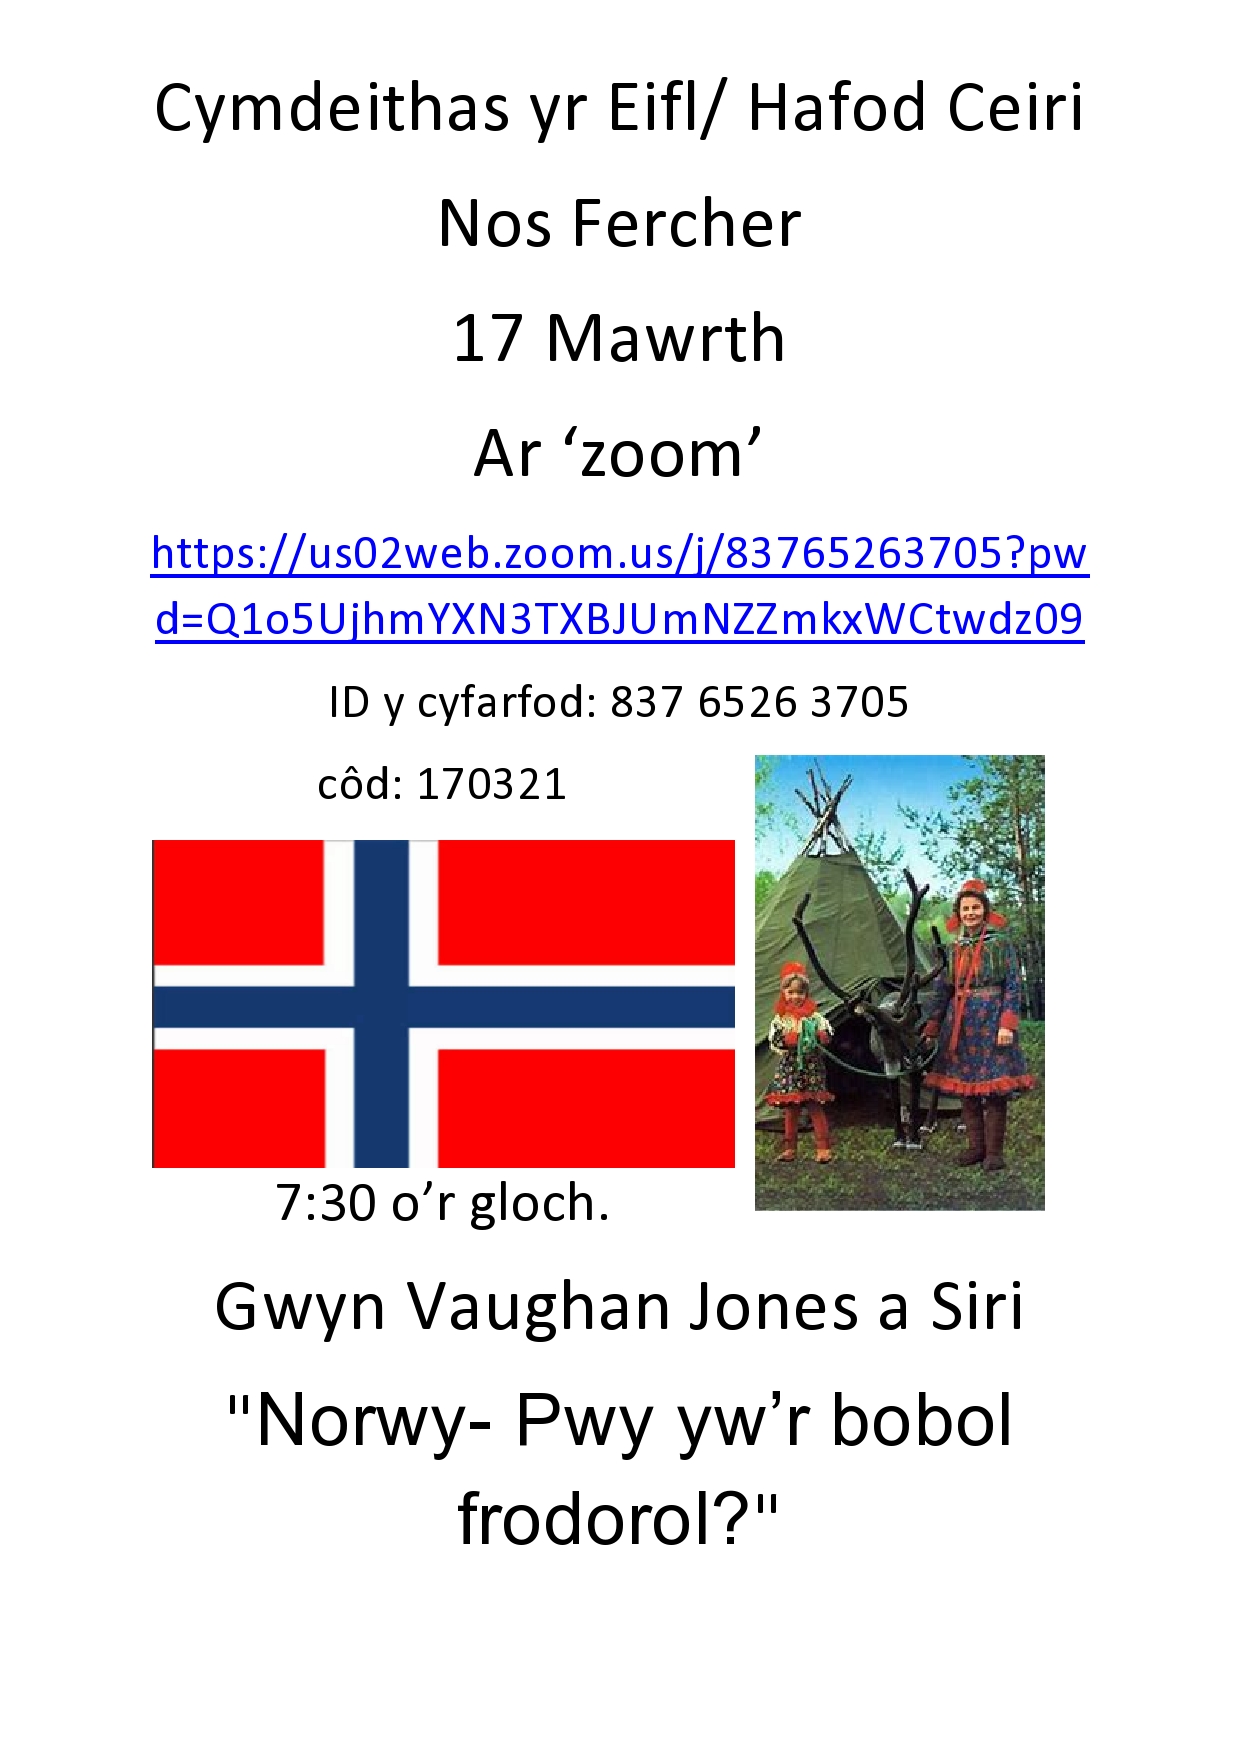 Cymdeithas yr Eifl/ Hafod Ceiri
Nos Fercher
17 Mawrth
Ar ‘zoom’
https://us02web.zoom.us/j/83765263705?pw
d=Q1o5UjhmYXN3TXBJUmNZZmkxWCtwdz09
ID y cyfarfod: 837 6526 3705
côd: 170321
7:30 o’r gloch.
Gwyn Vaughan Jones a Siri
"Norwy- Pwy yw’r bobol
frodorol?"